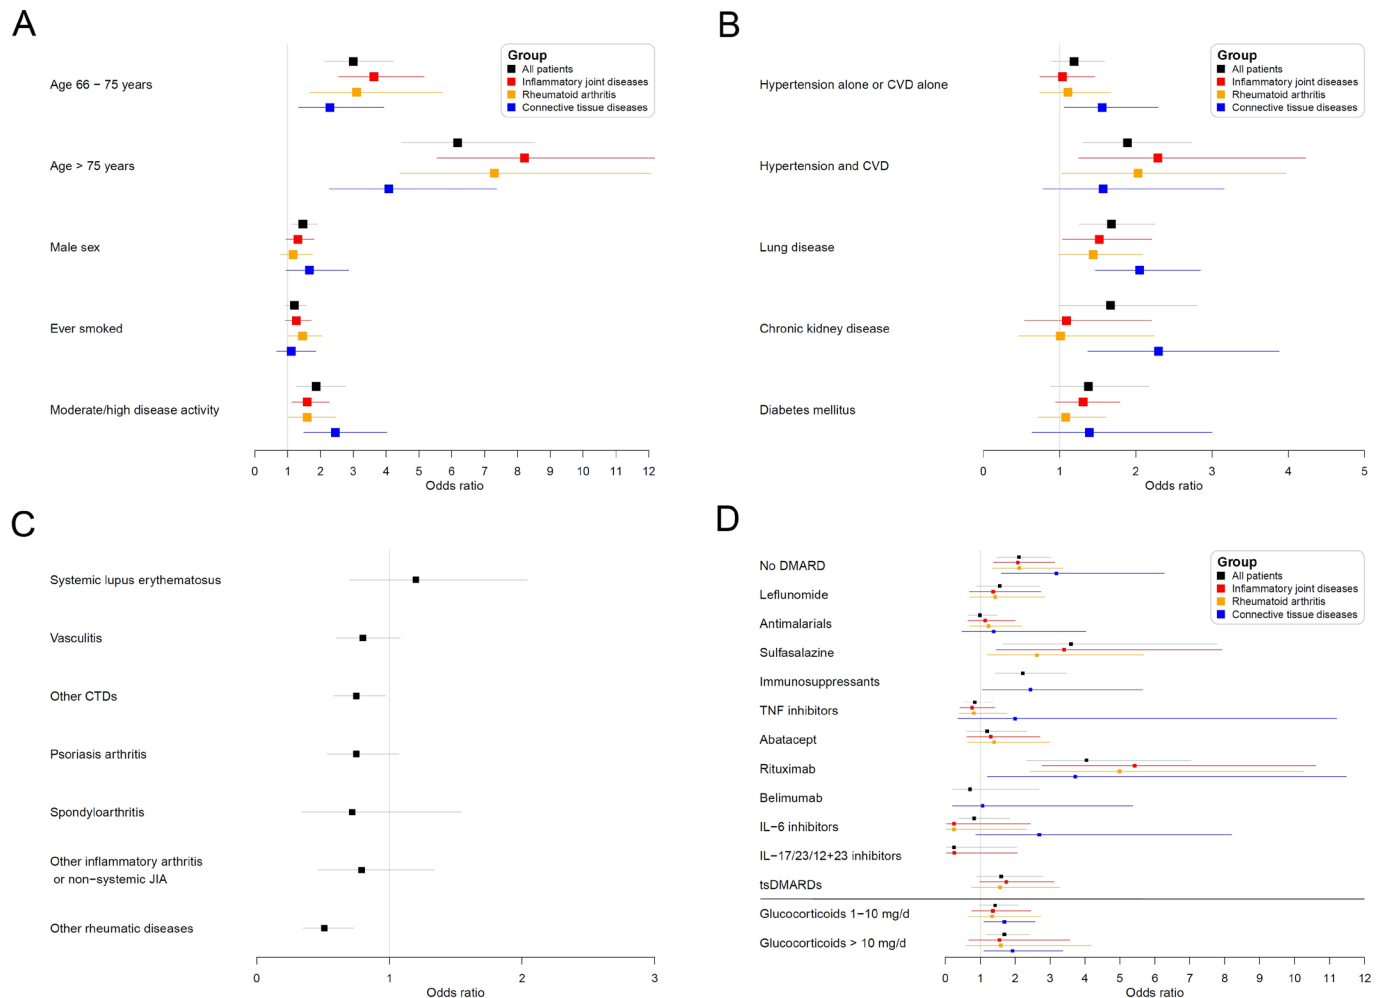 A
Group
All patients
Inflammatory joint diseases
Rheumatoid arthritis
Connective tissue diseases
Age 66 − 75 years
Age > 75 years
Male sex
Ever smoked
Moderate/high disease activity
0 1 2 3 4 5 6 7 8 9 10 11 12
Odds ratio
B
Group
All patients
Inflammatory joint diseases
Rheumatoid arthritis
Connective tissue diseases
Hypertension alone or CVD alone
Hypertension and CVD
Lung disease
Chronic kidney disease
Diabetes mellitus
0 1 2 3 4 5
Odds ratio
C
Systemic lupus erythematosus
Vasculitis
Other CTDs
Psoriasis arthritis
Spondyloarthritis
Other inflammatory arthritis
or non−systemic JIA
Other rheumatic diseases
0 1 2 3
Odds ratio
D
Group
All patients
Inflammatory joint diseases
Rheumatoid arthritis
Connective tissue diseases
No DMARD
Leflunomide
Antimalarials
Sulfasalazine
Immunosuppressants
TNF inhibitors
Abatacept
Rituximab
Belimumab
IL−6 inhibitors
IL−17/23/12+23 inhibitors
tsDMARDs
Glucocorticoids 1−10 mg/d
Glucocorticoids > 10 mg/d
0 1 2 3 4 5 6 7 8 9 10 11 12
Odds ratio